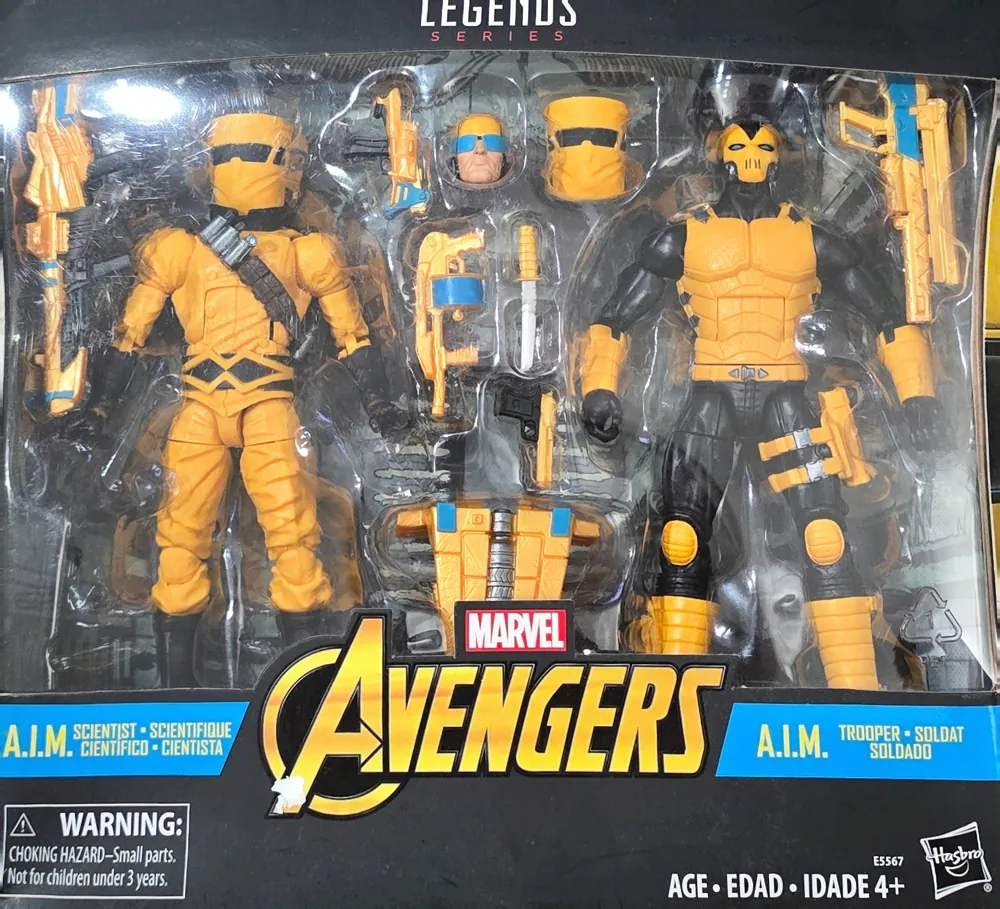 LEGENDS
SERIES
MARVEL
AVENGERS
A.I.M. SCIENTIST • SCIENTIFIQUE
CIENTÍFICO • CIENTISTA
A.I.M. TROOPER • SOLDAT
SOLDADO
WARNING:
CHOKING HAZARD–Small parts.
Not for children under 3 years.
E5567
AGE • EDAD • IDADE 4+
Hasbro
®